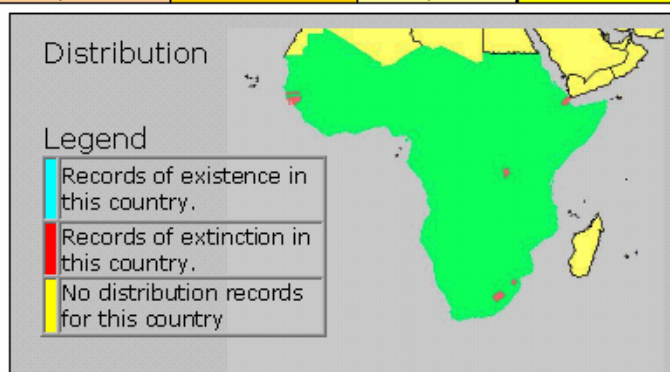 Distribution
Legend
Records of existence in
this country.
Records of extinction in
this country.
No distribution records
for this country